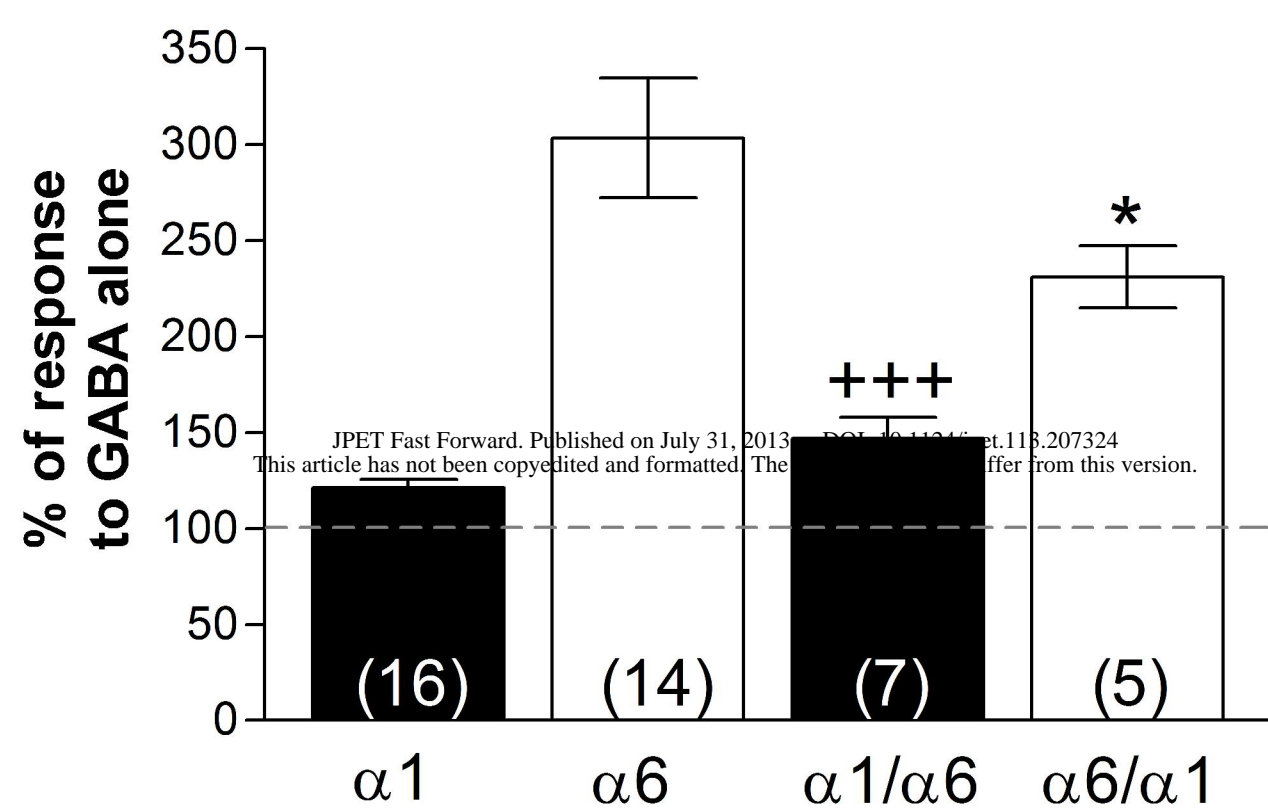 350
300
250
200
150
100
50
0
% of response
to GABA alone
*
+++
JPET Fast Forward. Published on July 31, 2013
This article has not been copyedited and formatted. The
from this version.
(16)
(14)
(7)
(5)
α1
α6
α1/α6
α6/α1